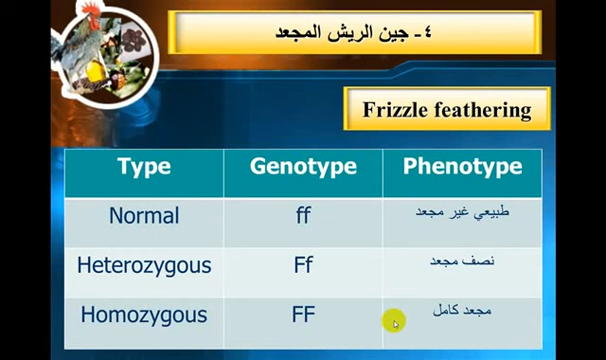 ٤- جين الريش المجعد
Frizzle feathering
Type Genotype Phenotype
Normal ff طبيعي غير مجعد
Heterozygous Ff نصف مجعد
Homozygous FF مجعد كامل